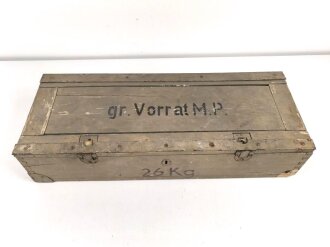 gr. Vorrat M.P.
26 Kg